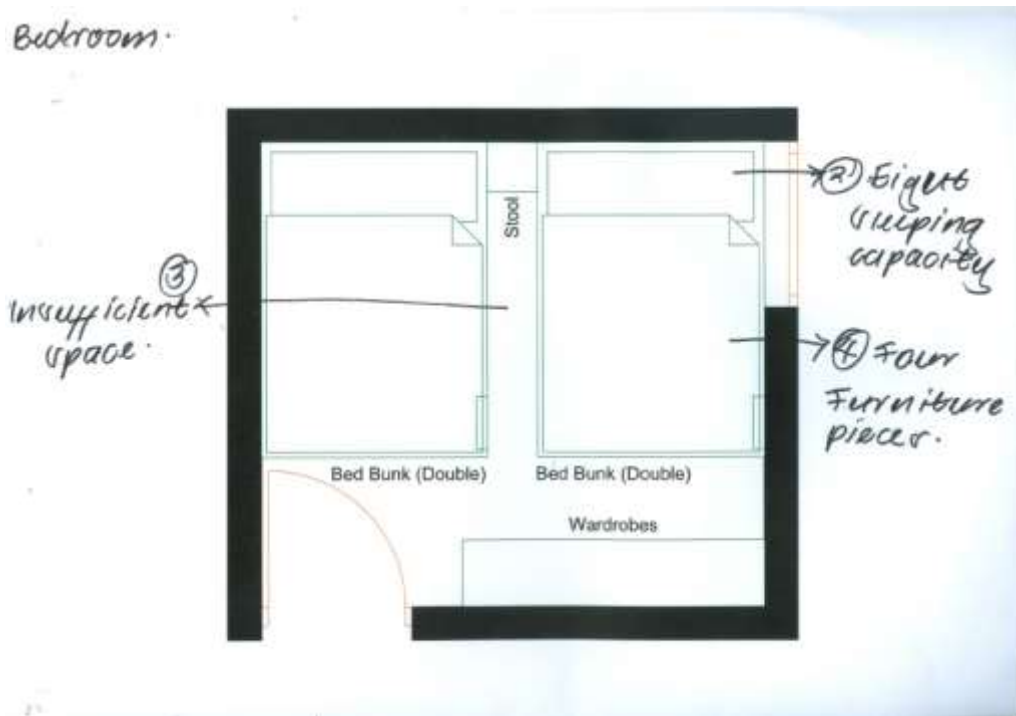 Bedroom.
② Eight
sleeping
capacity
Stool
③
Insufficient
space.
④ Four
Furniture
pieces.
Bed Bunk (Double)
Bed Bunk (Double)
Wardrobes